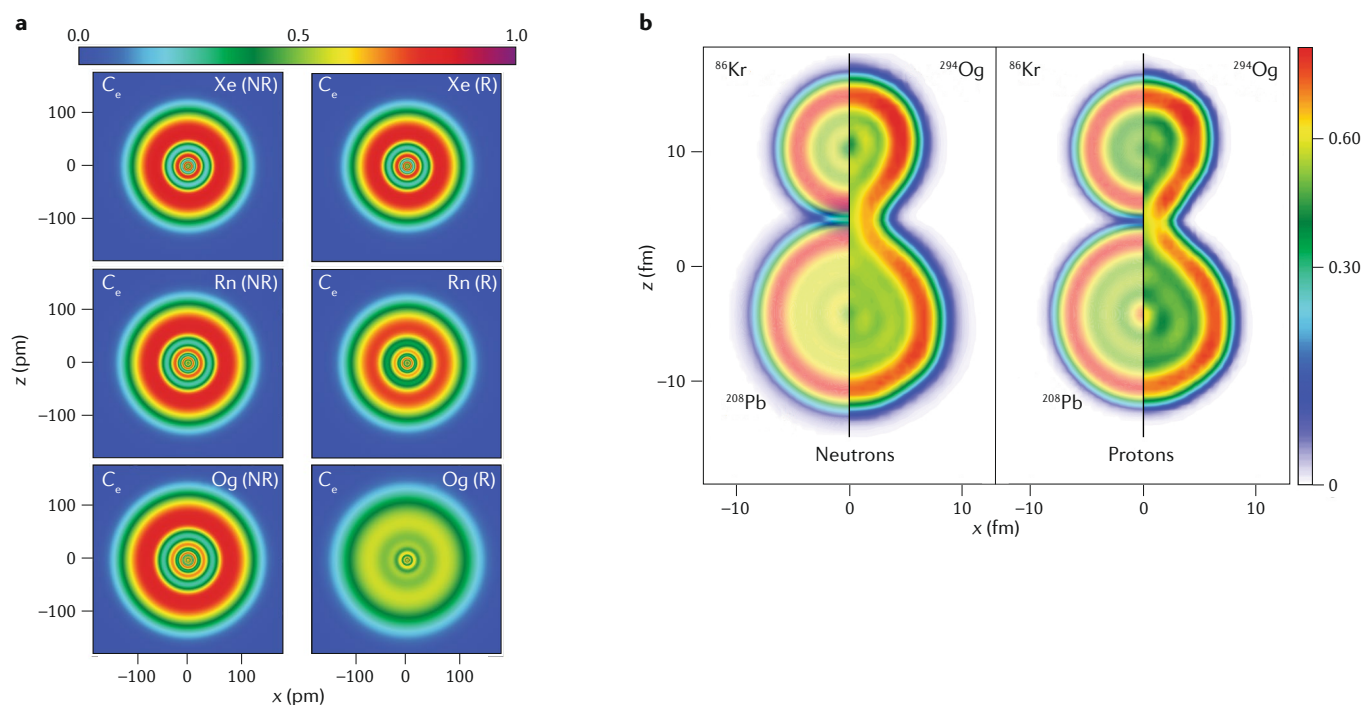 a
0.0 0.5 1.0
Cₑ Xe (NR)
Cₑ Xe (R)
100
0
−100
Cₑ Rn (NR)
Cₑ Rn (R)
100
0
−100
z (pm)
Cₑ Og (NR)
Cₑ Og (R)
100
0
−100
−100 0 100
−100 0 100
x (pm)
b
⁸⁶Kr ²⁹⁴Og
⁸⁶Kr ²⁹⁴Og
10
0
−10
z (fm)
²⁰⁸Pb
²⁰⁸Pb
Neutrons
Protons
−10 0 10
−10 0 10
x (fm)
0.60
0.30
0